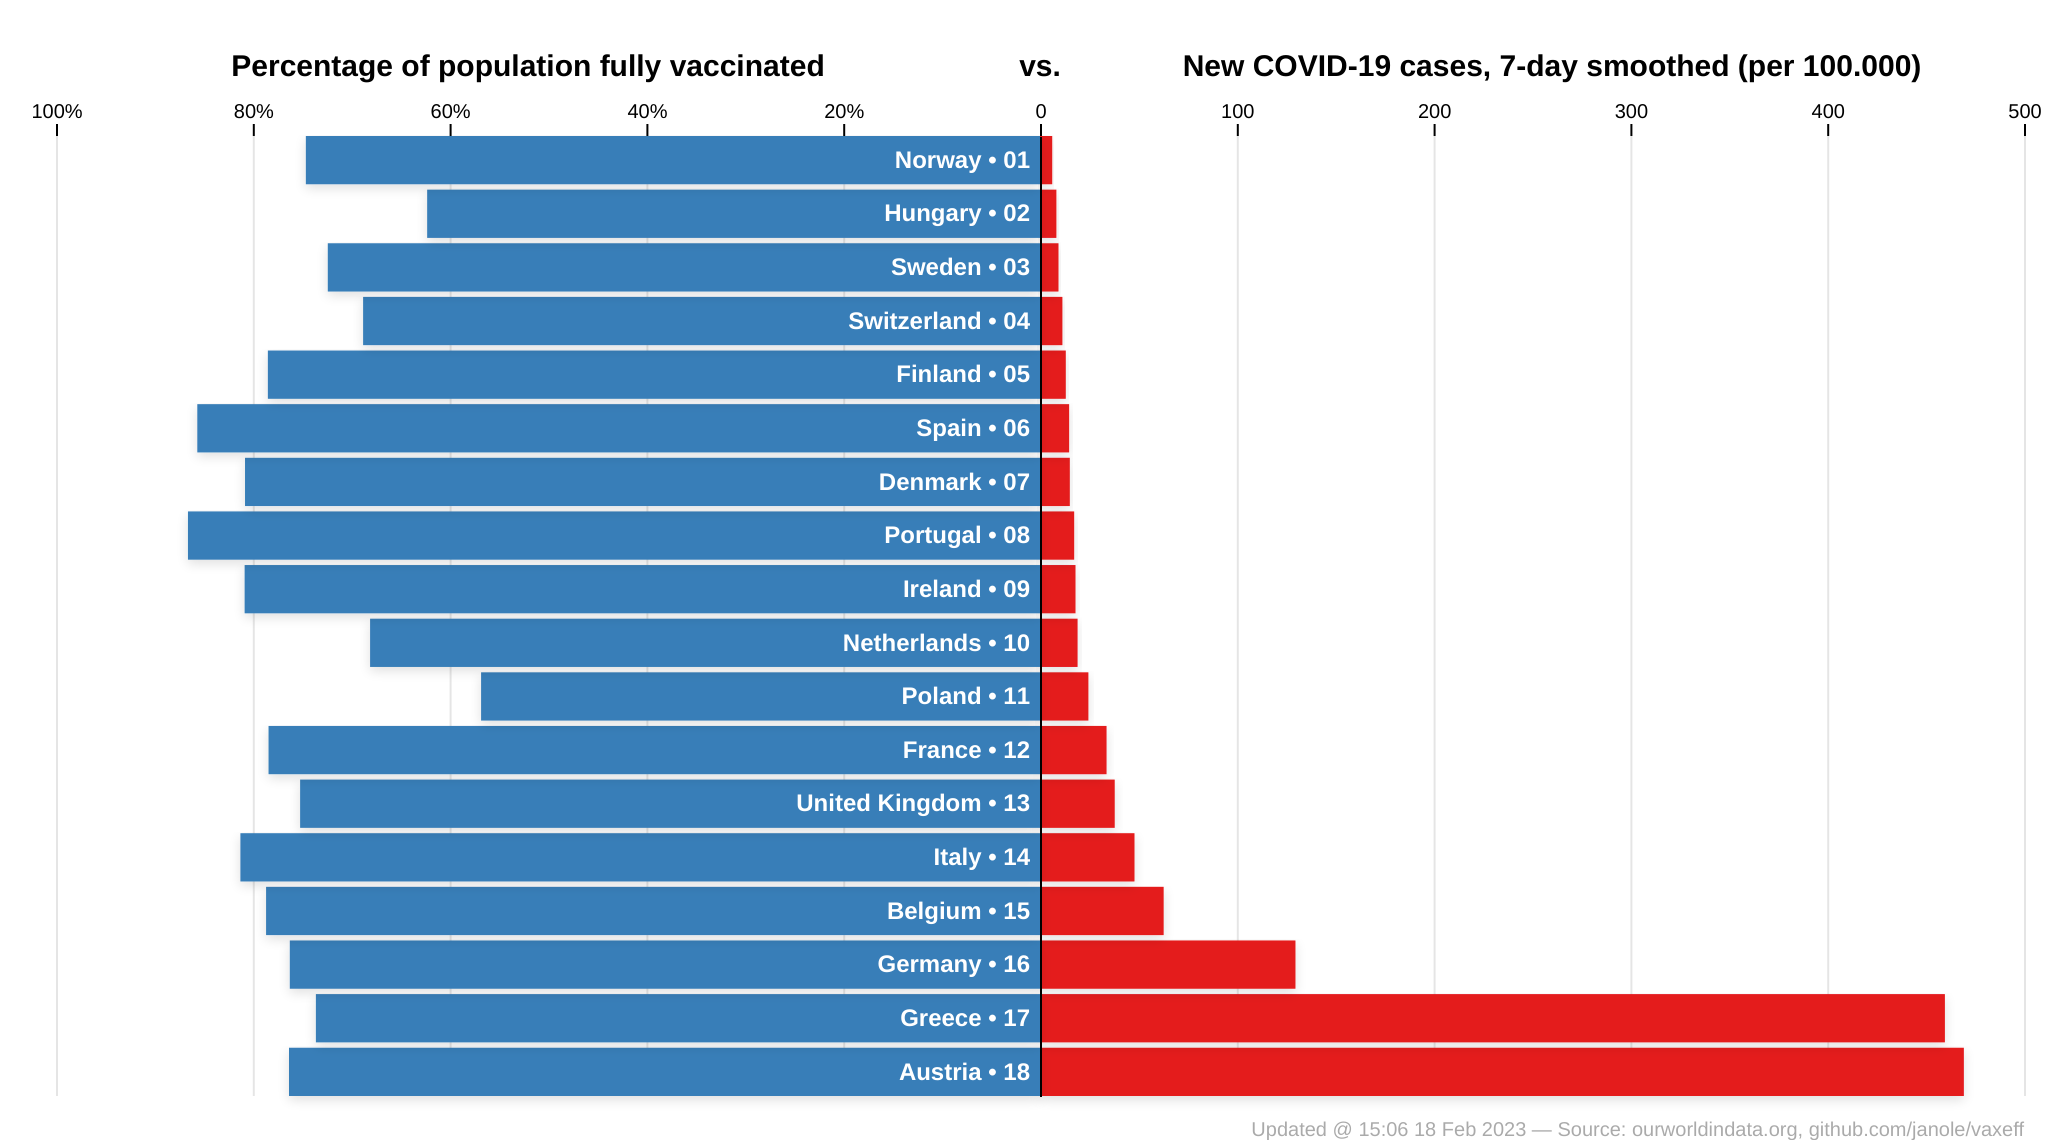 Percentage of population fully vaccinated vs. New COVID-19 cases, 7-day smoothed (per 100.000)
100% 80% 60% 40% 20% 0 100 200 300 400 500
Norway • 01
Hungary • 02
Sweden • 03
Switzerland • 04
Finland • 05
Spain • 06
Denmark • 07
Portugal • 08
Ireland • 09
Netherlands • 10
Poland • 11
France • 12
United Kingdom • 13
Italy • 14
Belgium • 15
Germany • 16
Greece • 17
Austria • 18
Updated @ 15:06 18 Feb 2023 — Source: ourworldindata.org, github.com/janole/vaxeff